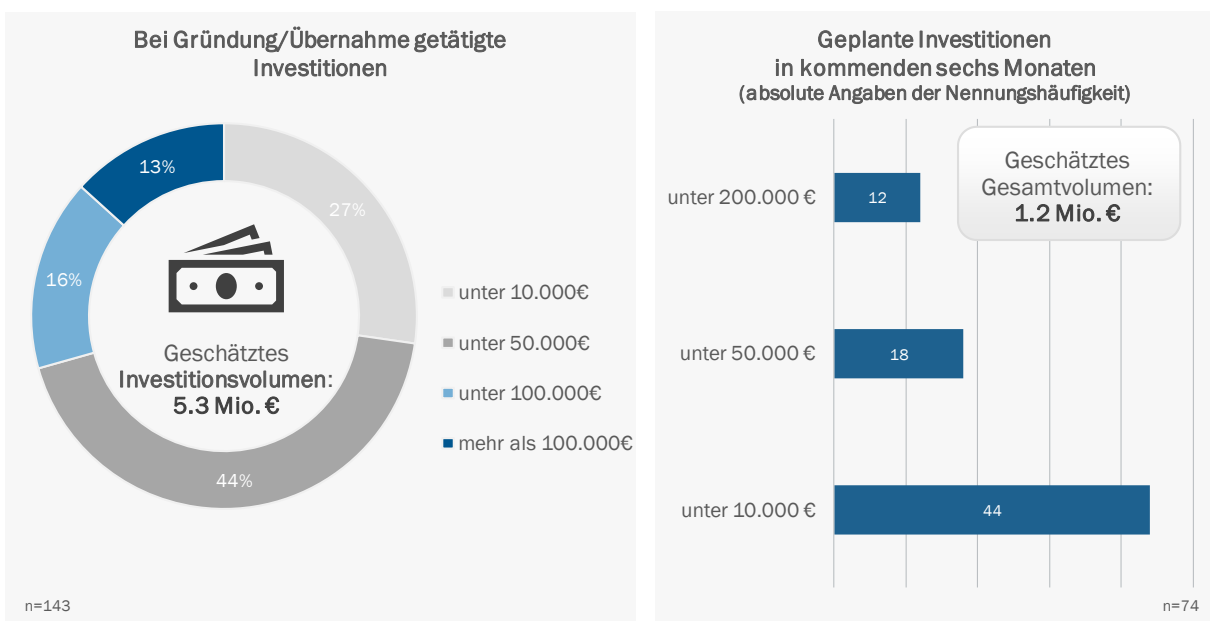 Bei Gründung/Übernahme getätigte
Investitionen
13%
27%
16%
44%
Geschätztes
Investitionsvolumen:
5.3 Mio. €
unter 10.000€
unter 50.000€
unter 100.000€
mehr als 100.000€
n=143
Geplante Investitionen
in kommenden sechs Monaten
(absolute Angaben der Nennungshäufigkeit)
Geschätztes
Gesamtvolumen:
1.2 Mio. €
unter 200.000 € 12
unter 50.000 € 18
unter 10.000 € 44
n=74